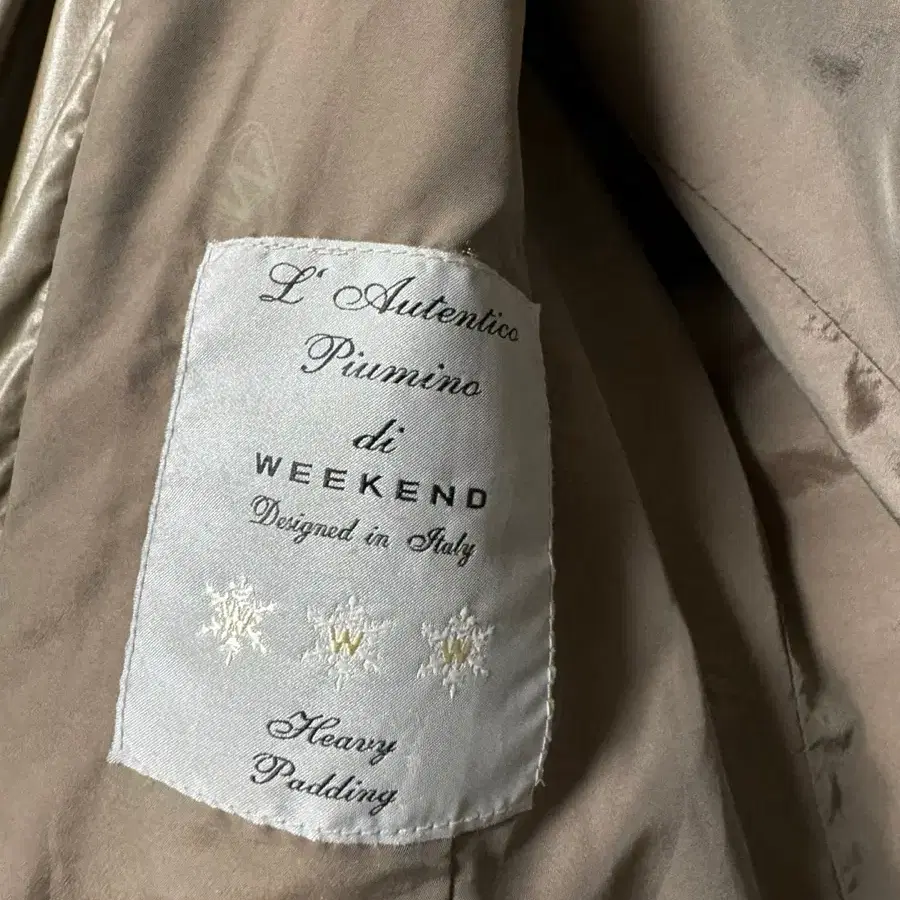 L' Autentico
Piumino
di
WEEKEND
Designed in Italy
W W W
Heavy
Padding